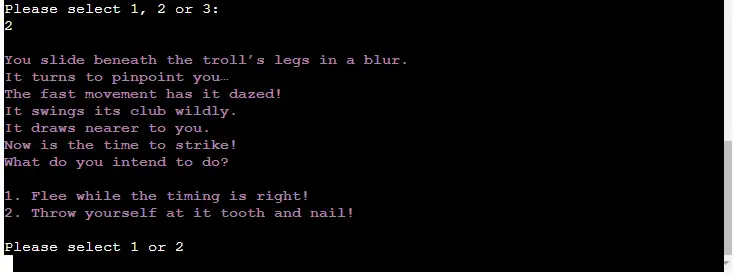 Please select 1, 2 or 3:
2
You slide beneath the troll’s legs in a blur.
It turns to pinpoint you…
The fast movement has it dazed!
It swings its club wildly.
It draws nearer to you.
Now is the time to strike!
What do you intend to do?
1. Flee while the timing is right!
2. Throw yourself at it tooth and nail!
Please select 1 or 2